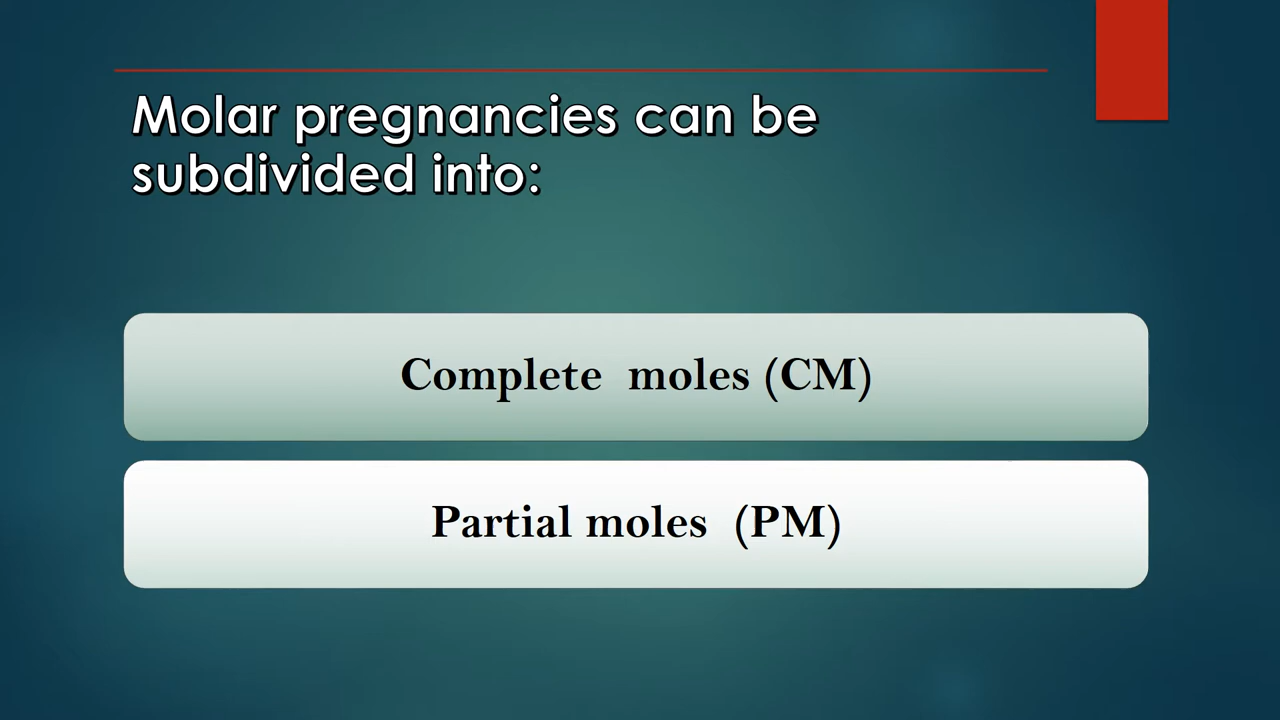 Molar pregnancies can be
subdivided into:
Complete moles (CM)
Partial moles (PM)